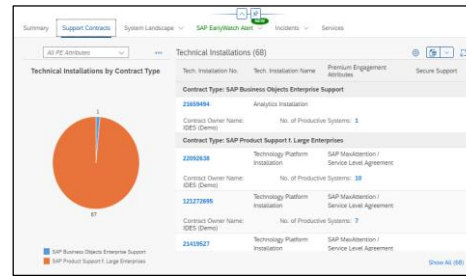 NEW
Summary Support Contracts System Landscape SAP EarlyWatch Alert Incidents Services
All PE Attributes
Technical Installations by Contract Type
1
67
SAP Business Objects Enterprise Support
SAP Product Support f. Large Enterprises
Technical Installations (68)
Tech. Installation No. Tech. Installation Name Premium Engagement Attributes Secure Support
Contract Type: SAP Business Objects Enterprise Support
21659494 Analytics Installation
Contract Owner Name: No. of Productive Systems: 1
IDES (Demo)
Contract Type: SAP Product Support f. Large Enterprises
22092638 Technology Platform Installation SAP MaxAttention / Service Level Agreement
Contract Owner Name: No. of Productive Systems: 10
IDES (Demo)
121272695 Technology Platform Installation SAP MaxAttention / Service Level Agreement
Contract Owner Name: No. of Productive Systems: 7
IDES (Demo)
21419527 Technology Platform Installation SAP MaxAttention / Service Level Agreement
Show All (68)